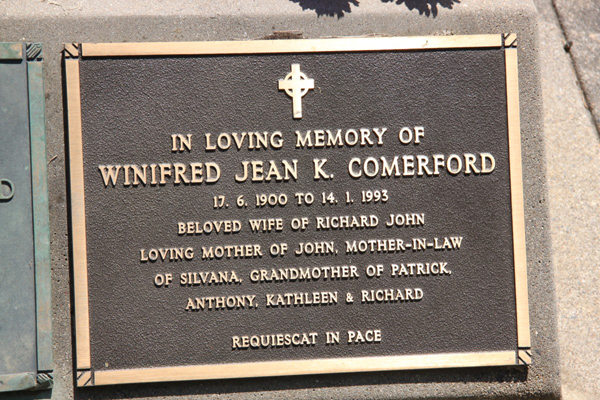 IN LOVING MEMORY OF
WINIFRED JEAN K. COMERFORD
17. 6. 1900 TO 14. 1. 1993
BELOVED WIFE OF RICHARD JOHN
LOVING MOTHER OF JOHN, MOTHER-IN-LAW
OF SILVANA, GRANDMOTHER OF PATRICK,
ANTHONY, KATHLEEN & RICHARD
REQUIESCAT IN PACE